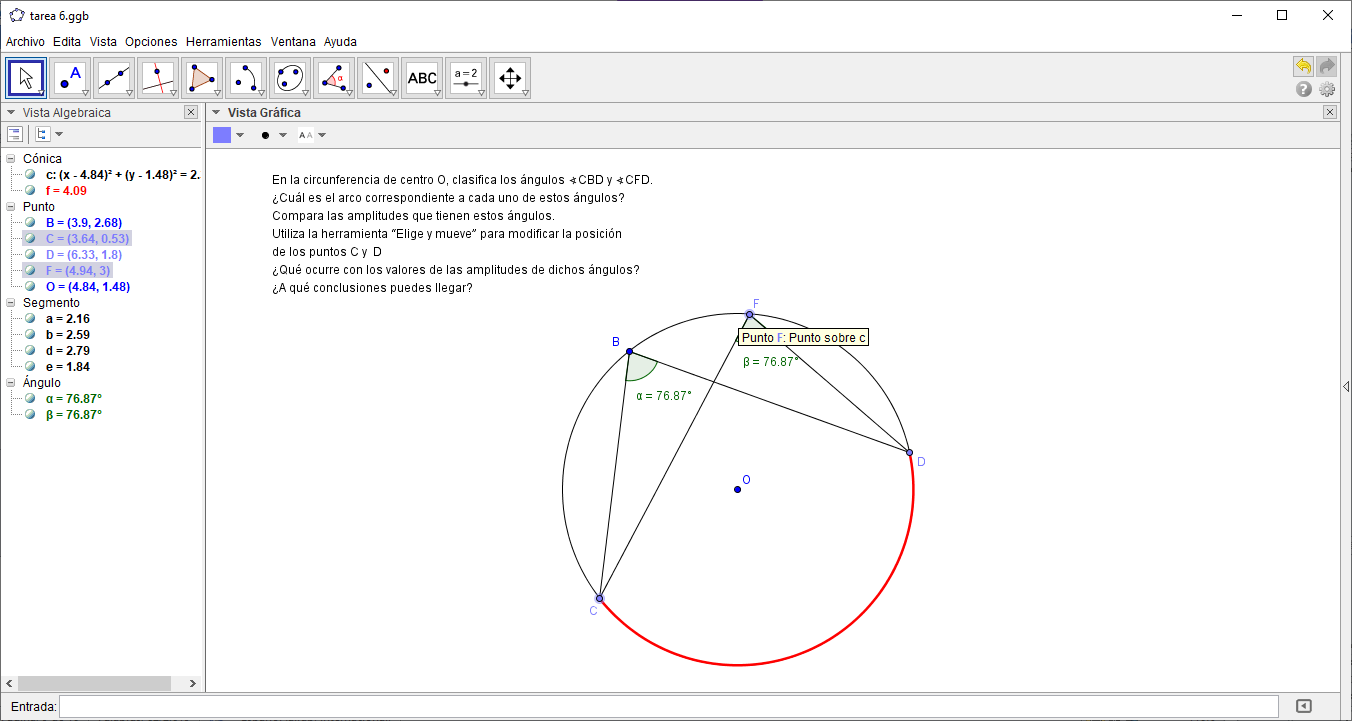 tarea 6.ggb
Archivo Edita Vista Opciones Herramientas Ventana Ayuda
A
α
ABC
a = 2
Vista Algebraica
Vista Gráfica
A A
Cónica
c: (x - 4.84)² + (y - 1.48)² = 2.
f = 4.09
Punto
B = (3.9, 2.68)
C = (3.64, 0.53)
D = (6.33, 1.8)
F = (4.94, 3)
O = (4.84, 1.48)
Segmento
a = 2.16
b = 2.59
d = 2.79
e = 1.84
Ángulo
α = 76.87°
β = 76.87°
En la circunferencia de centro O, clasifica los ángulos ∢CBD y ∢CFD.
¿Cuál es el arco correspondiente a cada uno de estos ángulos?
Compara las amplitudes que tienen estos ángulos.
Utiliza la herramienta “Elige y mueve” para modificar la posición
de los puntos C y D
¿Qué ocurre con los valores de las amplitudes de dichos ángulos?
¿A qué conclusiones puedes llegar?
F
Punto F: Punto sobre c
B
β = 76.87°
α = 76.87°
D
O
C
Entrada: